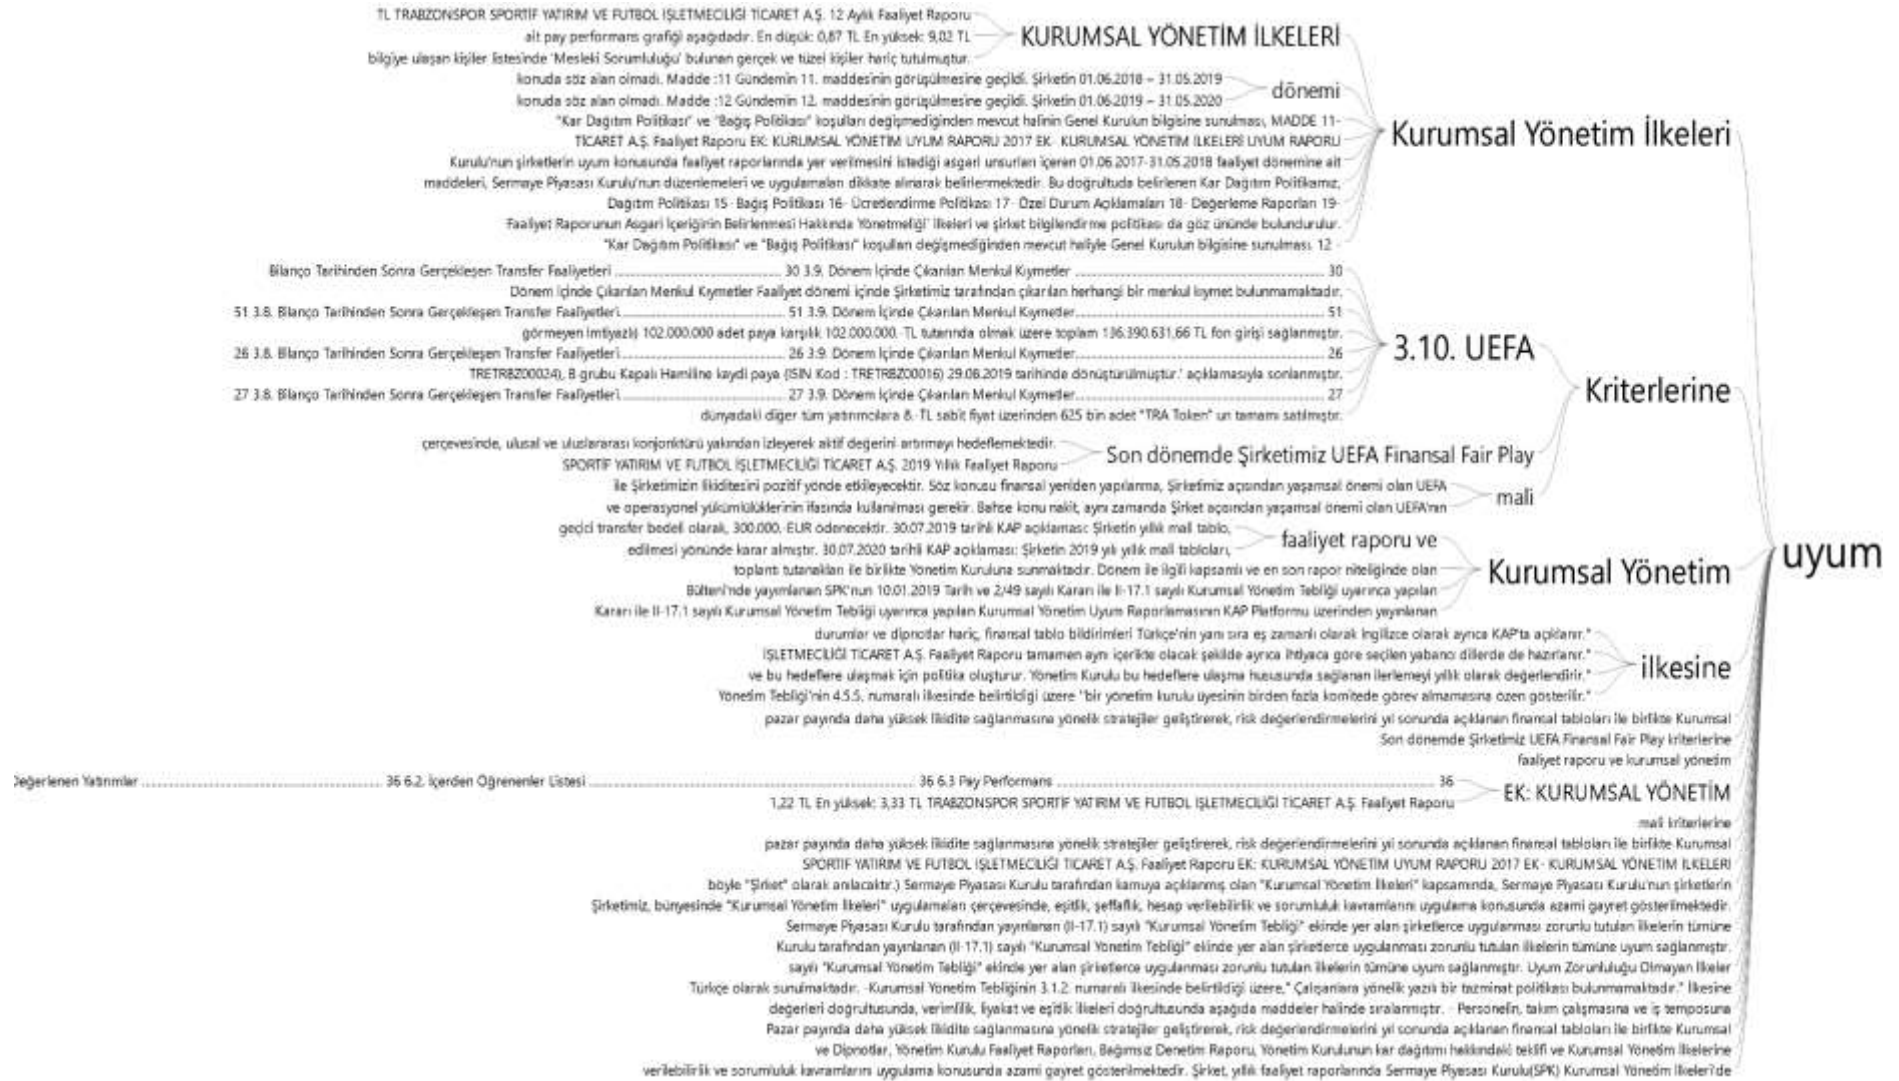 TL TRABZONSPOR SPORTİF YATIRIM VE FUTBOL İŞLETMECİLİĞİ TİCARET A.Ş. 12 Aylık Faaliyet Raporu
ait pay performans grafiği aşağıdadır. En düşük: 0,87 TL En yüksek: 9,02 TL
bilgiye ulaşan kişiler listesinde 'Mesleki Sorumluluğu' bulunan gerçek ve tüzel kişiler hariç tutulmuştur.
KURUMSAL YÖNETİM İLKELERİ
konuda söz alan olmadı. Madde :11 Gündemin 11. maddesinin görüşülmesine geçildi. Şirketin 01.06.2018 – 31.05.2019
konuda söz alan olmadı. Madde :12 Gündemin 12. maddesinin görüşülmesine geçildi. Şirketin 01.06.2019 – 31.05.2020
dönemi
"Kar Dağıtım Politikası" ve "Bağış Politikası" koşulları değişmediğinden mevcut halinin Genel Kurulun bilgisine sunulması, MADDE 11-
TİCARET A.Ş. Faaliyet Raporu EK: KURUMSAL YÖNETİM UYUM RAPORU 2017 EK- KURUMSAL YÖNETİM İLKELERİ UYUM RAPORU
Kurulu'nun şirketlerin uyum konusunda faaliyet raporlarında yer verilmesini istediği asgari unsurları içeren 01.06.2017-31.05.2018 faaliyet dönemine ait
maddeleri, Sermaye Piyasası Kurulu'nun düzenlemeleri ve uygulamaları dikkate alınarak belirlenmektedir. Bu doğrultuda belirlenen Kar Dağıtım Politikamız,
Dağıtım Politikası 15- Bağış Politikası 16- Ücretlendirme Politikası 17- Özel Durum Açıklamaları 18- Değerleme Raporları 19-
Faaliyet Raporunun Asgari İçeriğinin Belirlenmesi Hakkında Yönetmeliği' ilkeleri ve şirket bilgilendirme politikası da göz önünde bulundurulur.
"Kar Dağıtım Politikası" ve "Bağış Politikası" koşulları değişmediğinden mevcut haliyle Genel Kurulun bilgisine sunulması. 12 -
Kurumsal Yönetim İlkeleri
Bilanço Tarihinden Sonra Gerçekleşen Transfer Faaliyetleri ........ 30 3.9. Dönem İçinde Çıkarılan Menkul Kıymetler ........ 30
Dönem İçinde Çıkarılan Menkul Kıymetler Faaliyet dönemi içinde Şirketimiz tarafından çıkarılan herhangi bir menkul kıymet bulunmamaktadır.
51 3.8. Bilanço Tarihinden Sonra Gerçekleşen Transfer Faaliyetleri ........ 51 3.9. Dönem İçinde Çıkarılan Menkul Kıymetler ........ 51
görmeyen imtiyazlı) 102.000.000 adet paya karşılık 102.000.000.-TL tutarında olmak üzere toplam 136.390.631,66 TL fon girişi sağlanmıştır.
26 3.8. Bilanço Tarihinden Sonra Gerçekleşen Transfer Faaliyetleri ........ 26 3.9. Dönem İçinde Çıkarılan Menkul Kıymetler ........ 26
TRETRBZ00024), B grubu Kapalı Hamiline kaydi paya (ISIN Kod : TRETRBZ00016) 29.08.2019 tarihinde dönüştürülmüştür.' açıklamasıyla sonlanmıştır.
27 3.8. Bilanço Tarihinden Sonra Gerçekleşen Transfer Faaliyetleri ........ 27 3.9. Dönem İçinde Çıkarılan Menkul Kıymetler ........ 27
dünyadaki diğer tüm yatırımcılara 8.-TL sabit fiyat üzerinden 625 bin adet "TRA Token" un tamamı satılmıştır.
3.10. UEFA
çerçevesinde, ulusal ve uluslararası konjonktürü yakından izleyerek aktif değerini artırmayı hedeflemektedir.
SPORTİF YATIRIM VE FUTBOL İŞLETMECİLİĞİ TİCARET A.Ş. 2019 Yıllık Faaliyet Raporu
Son dönemde Şirketimiz UEFA Finansal Fair Play
ile Şirketimizin likiditesini pozitif yönde etkileyecektir. Söz konusu finansal yeniden yapılanma, Şirketimiz açısından yaşamsal önemi olan UEFA
ve operasyonel yükümlülüklerinin ifasında kullanılması gerekir. Bahse konu nakit, aynı zamanda Şirket açısından yaşamsal önemi olan UEFA'nın
mali
Kriterlerine
geçici transfer bedeli olarak, 300.000.-EUR ödenecektir. 30.07.2019 tarihli KAP açıklaması: Şirketin yıllık mali tablo,
edilmesi yönünde karar almıştır. 30.07.2020 tarihli KAP açıklaması: Şirketin 2019 yılı yıllık mali tabloları,
faaliyet raporu ve
toplantı tutanakları ile birlikte Yönetim Kuruluna sunmaktadır. Dönem ile ilgili kapsamlı ve en son rapor niteliğinde olan
Bülteni'nde yayımlanan SPK'nun 10.01.2019 Tarih ve 2/49 sayılı Kararı ile II-17.1 sayılı Kurumsal Yönetim Tebliği uyarınca yapılan
Kararı ile II-17.1 sayılı Kurumsal Yönetim Tebliği uyarınca yapılan Kurumsal Yönetim Uyum Raporlamasının KAP Platformu üzerinden yayınlanan
Kurumsal Yönetim
uyum
durumlar ve dipnotlar hariç, finansal tablo bildirimleri Türkçe'nin yanı sıra eş zamanlı olarak İngilizce olarak ayrıca KAP'ta açıklanır."
İŞLETMECİLİĞİ TİCARET A.Ş. Faaliyet Raporu tamamen aynı içerikte olacak şekilde ayrıca ihtiyaca göre seçilen yabancı dillerde de hazırlanır."
ve bu hedeflere ulaşmak için politika oluşturur. Yönetim Kurulu bu hedeflere ulaşma hususunda sağlanan ilerlemeyi yıllık olarak değerlendirir."
Yönetim Tebliği'nin 4.5.5. numaralı ilkesinde belirtildiği üzere "bir yönetim kurulu üyesinin birden fazla komitede görev almamasına özen gösterilir."
ilkesine
pazar payında daha yüksek likidite sağlanmasına yönelik stratejiler geliştirerek, risk değerlendirmelerini yıl sonunda açıklanan finansal tabloları ile birlikte Kurumsal
Son dönemde Şirketimiz UEFA Finansal Fair Play kriterlerine
faaliyet raporu ve kurumsal yönetim
Değerlenen Yatırımlar ........ 36 6.2. İçerden Öğrenenler Listesi ........ 36 6.3 Pay Performans ........ 36
1,22 TL En yüksek: 3,33 TL TRABZONSPOR SPORTİF YATIRIM VE FUTBOL İŞLETMECİLİĞİ TİCARET A.Ş. Faaliyet Raporu
EK: KURUMSAL YÖNETİM
mali kriterlerine
pazar payında daha yüksek likidite sağlanmasına yönelik stratejiler geliştirerek, risk değerlendirmelerini yıl sonunda açıklanan finansal tabloları ile birlikte Kurumsal
SPORTİF YATIRIM VE FUTBOL İŞLETMECİLİĞİ TİCARET A.Ş. Faaliyet Raporu EK: KURUMSAL YÖNETİM UYUM RAPORU 2017 EK- KURUMSAL YÖNETİM İLKELERİ
böyle "Şirket" olarak anılacaktır.) Sermaye Piyasası Kurulu tarafından kamuya açıklanmış olan "Kurumsal Yönetim İlkeleri" kapsamında, Sermaye Piyasası Kurulu'nun şirketlerin
Şirketimiz, bünyesinde "Kurumsal Yönetim İlkeleri" uygulamaları çerçevesinde, eşitlik, şeffaflık, hesap verilebilirlik ve sorumluluk kavramlarını uygulama konusunda azami gayret gösterilmektedir.
Sermaye Piyasası Kurulu tarafından yayınlanan (II-17.1) sayılı "Kurumsal Yönetim Tebliği" ekinde yer alan şirketlerce uygulanması zorunlu tutulan ilkelerin tümüne
Kurulu tarafından yayınlanan (II-17.1) sayılı "Kurumsal Yönetim Tebliği" ekinde yer alan şirketlerce uygulanması zorunlu tutulan ilkelerin tümüne uyum sağlanmıştır.
sayılı "Kurumsal Yönetim Tebliği" ekinde yer alan şirketlerce uygulanması zorunlu tutulan ilkelerin tümüne uyum sağlanmıştır. Uyum Zorunluluğu Olmayan İlkeler
Türkçe olarak sunulmaktadır. -Kurumsal Yönetim Tebliğinin 3.1.2. numaralı ilkesinde belirtildiği üzere," Çalışanlara yönelik yazılı bir tazminat politikası bulunmamaktadır." İlkesine
değerleri doğrultusunda, verimlilik, liyakat ve eşitlik ilkeleri doğrultusunda aşağıda maddeler halinde sıralanmıştır. - Personelin, takım çalışmasına ve iş temposuna
Pazar payında daha yüksek likidite sağlanmasına yönelik stratejiler geliştirerek, risk değerlendirmelerini yıl sonunda açıklanan finansal tabloları ile birlikte Kurumsal
ve Dipnotlar, Yönetim Kurulu Faaliyet Raporları, Bağımsız Denetim Raporu, Yönetim Kurulunun kar dağıtımı hakkındaki teklifi ve Kurumsal Yönetim İlkelerine
verilebilirlik ve sorumluluk kavramlarını uygulama konusunda azami gayret gösterilmektedir. Şirket, yıllık faaliyet raporlarında Sermaye Piyasası Kurulu(SPK) Kurumsal Yönetim İlkeleri'de